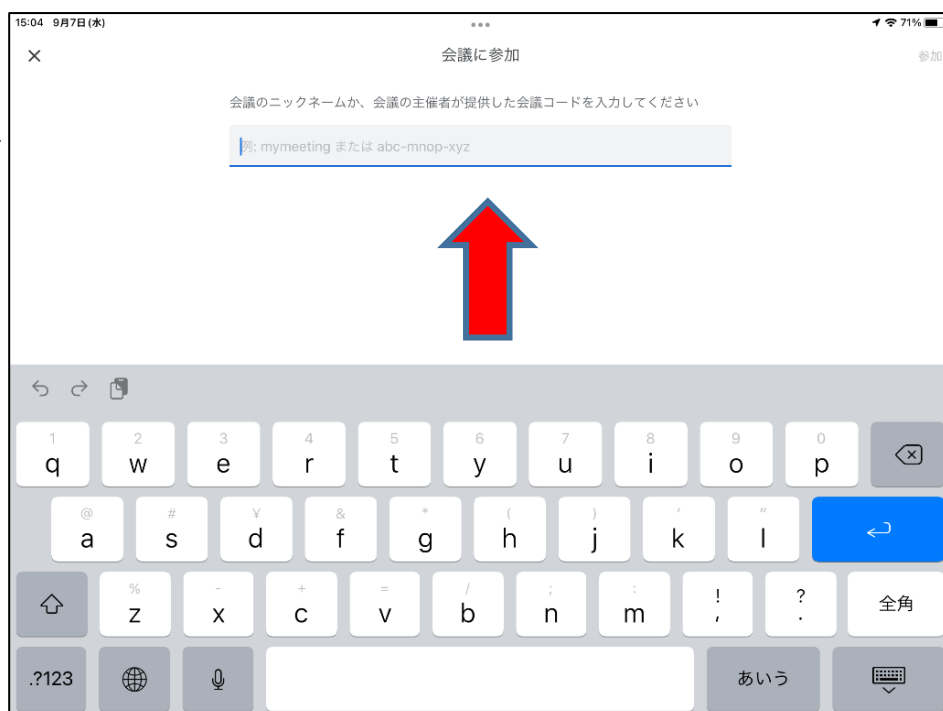 15:04 9月7日(水) 71%
会議に参加 参加
会議のニックネームか、会議の主催者が提供した会議コードを入力してください
例: mymeeting または abc-mnop-xyz
1 2 3 4 5 6 7 8 9 0
q w e r t y u i o p
@ # ¥ & * ( ) ' "
a s d f g h j k l
% - + = / ; : ! ?
z x c v b n m , . 全角
.?123 あいう